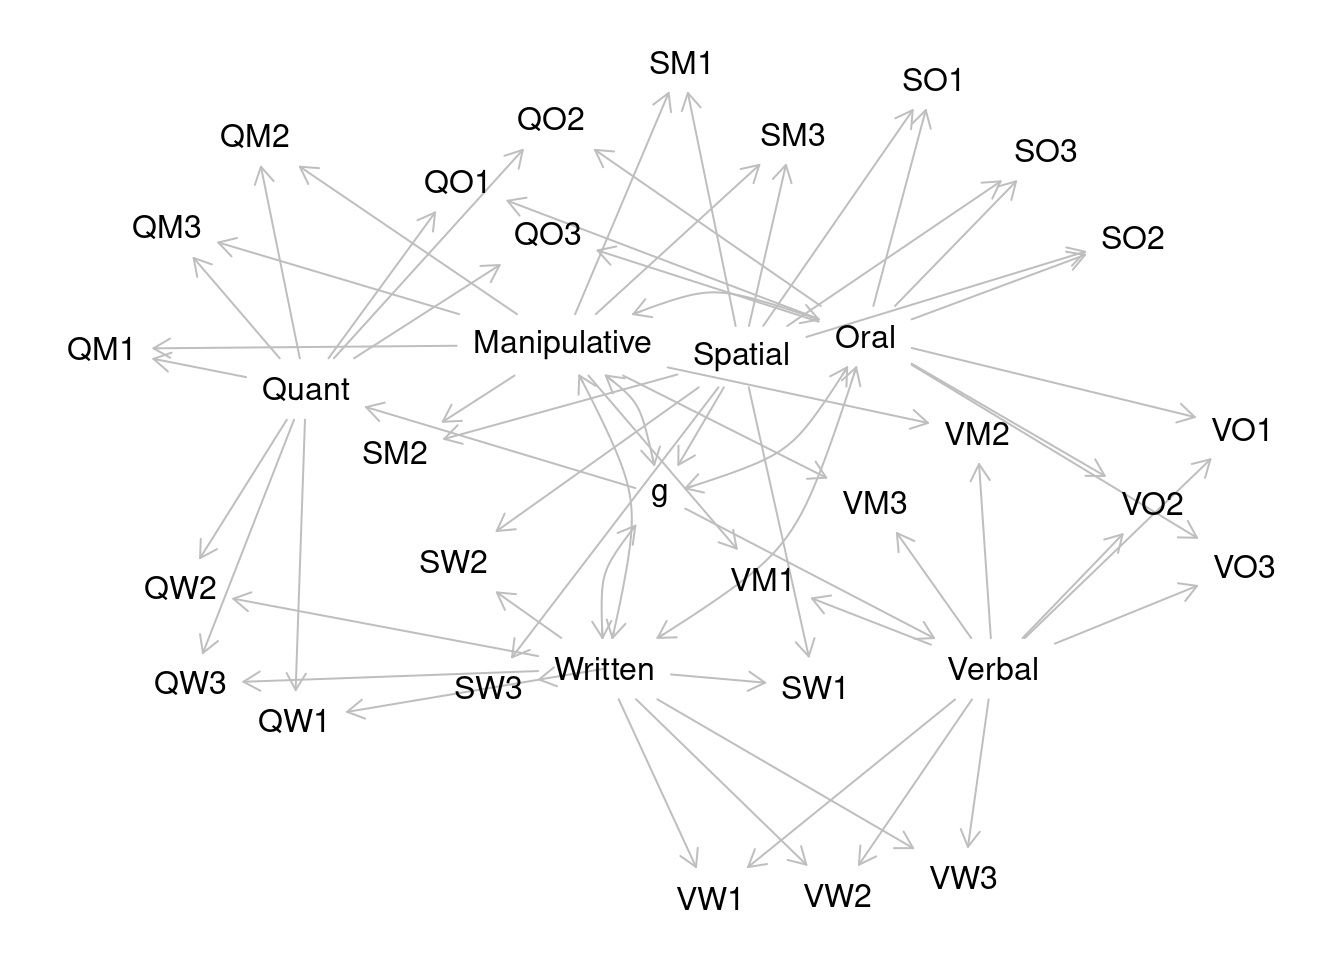 SM1
SO1
QO2
QM2
SM3
SO3
QO1
QM3
QO3
SO2
Manipulative
Oral
QM1
Spatial
Quant
VO1
VM2
SM2
g
VM3
VO2
SW2
VO3
VM1
QW2
Written
Verbal
QW3
SW3
SW1
QW1
VW3
VW2
VW1